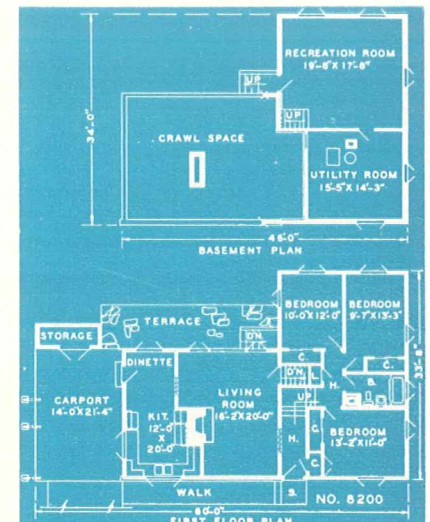 RECREATION ROOM
19'-8" X 17'-8"
UP
UP
CRAWL SPACE
34'-0"
UTILITY ROOM
15'-5" X 14'-3"
46'-0"
BASEMENT PLAN
BEDROOM
10'-0" X 12'-0"
BEDROOM
9'-7" X 13'-3"
TERRACE
STORAGE
D'N.
DINETTE
C.
D'N.
H.
C.
B.
33'-8"
CARPORT
14'-0" X 21'-4"
LIVING
ROOM
16'-2" X 20'-0"
UP
KIT.
12'-0"
X
20'-0"
H.
C.
BEDROOM
13'-2" X 11'-0"
C.
WALK
S.
NO. 8200
60'-0"
FIRST FLOOR PLAN